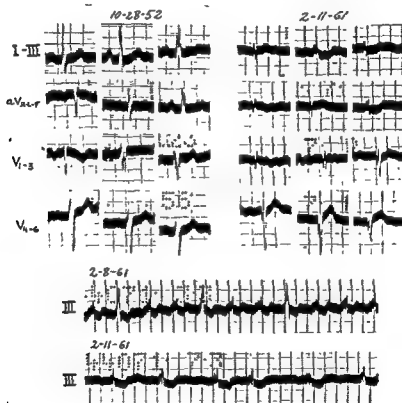 10-28-52 2-11-61
I-III
aVR-L-F
V1-3
V4-6
2-8-61
III
2-11-61
III